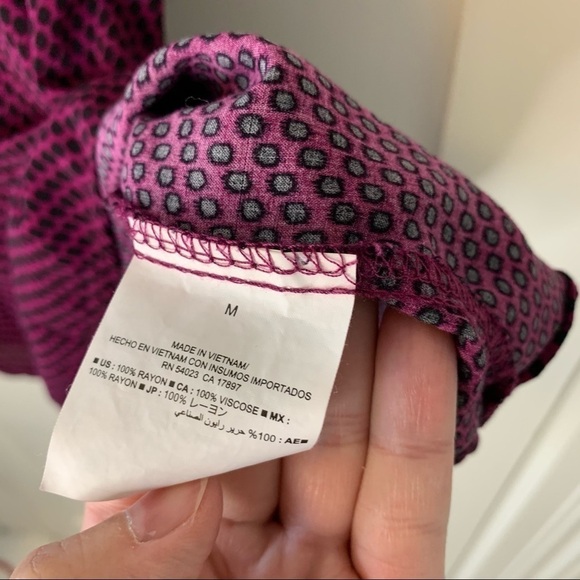 M
MADE IN VIETNAM/
HECHO EN VIETNAM CON INSUMOS IMPORTADOS
RN 54023 CA 17897
■ US : 100% RAYON ■ CA : 100% VISCOSE ■ MX :
100% RAYON ■ JP : 100% レーヨン
■ AE : 100% حرير رايون الصناعي